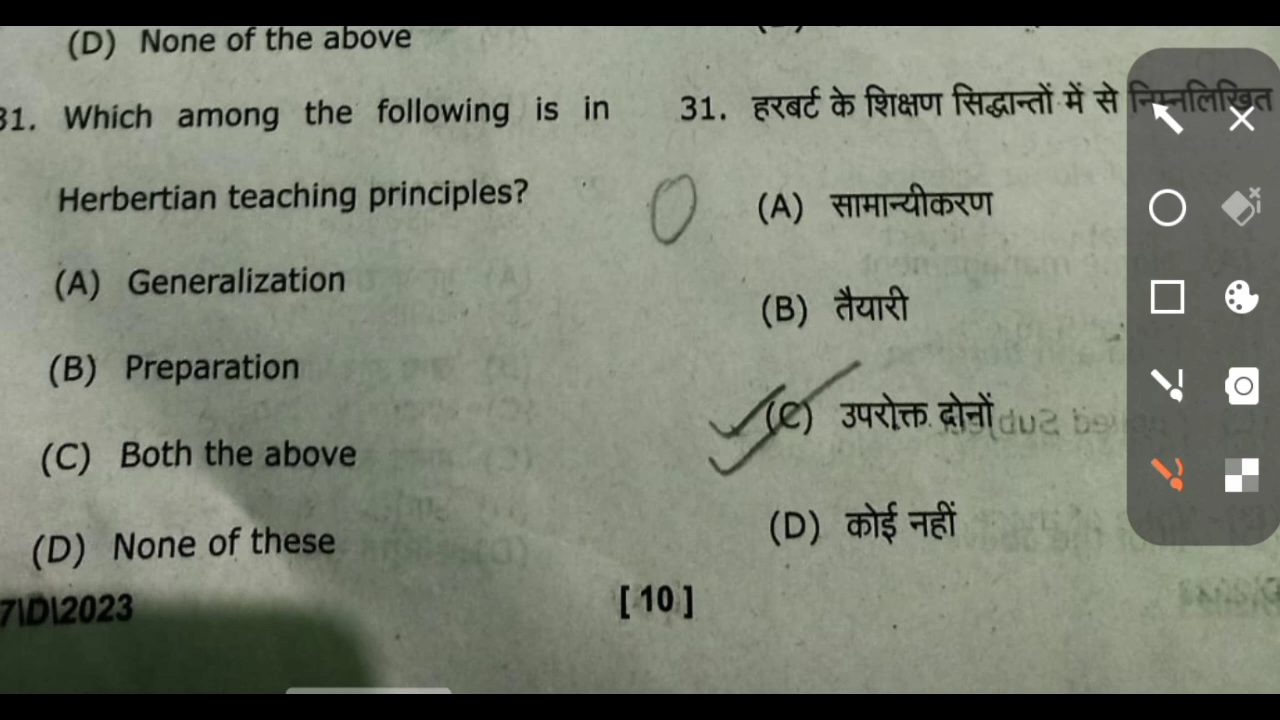 (D) None of the above
31. Which among the following is in
Herbertian teaching principles?
(A) Generalization
(B) Preparation
(C) Both the above
(D) None of these
7\D\2023
[ 10 ]
31. हरबर्ट के शिक्षण सिद्धान्तों में से निम्नलिखित
(A) सामान्यीकरण
(B) तैयारी
(C) उपरोक्त दोनों
(D) कोई नहीं